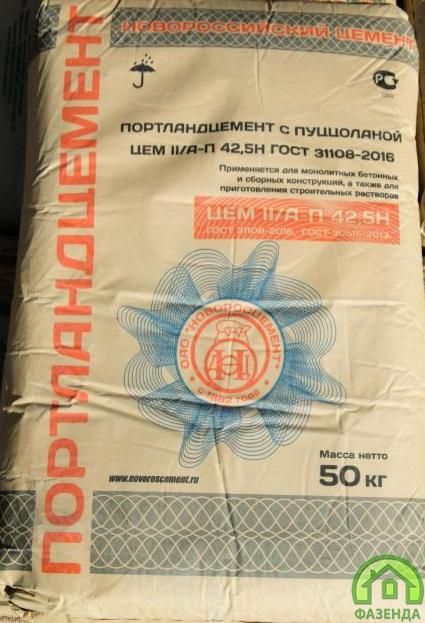 НОВОРОССИЙСКИЙ ЦЕМЕНТ
ПОРТЛАНДЦЕМЕНТ
ПОРТЛАНДЦЕМЕНТ С ПУЦЦОЛАНОЙ
ЦЕМ II/А-П 42,5Н ГОСТ 31108-2016
Применяется для монолитных бетонных
и сборных конструкций, а также для
приготовления строительных растворов
ЦЕМ II/А-П 42,5Н
ГОСТ 31108-2016, ГОСТ 30515-2013
ОАО "НОВОРОСЦЕМЕНТ"
с 1882 года
Масса нетто
50 кг
www.novoroscement.ru
ФАЗЕНДА